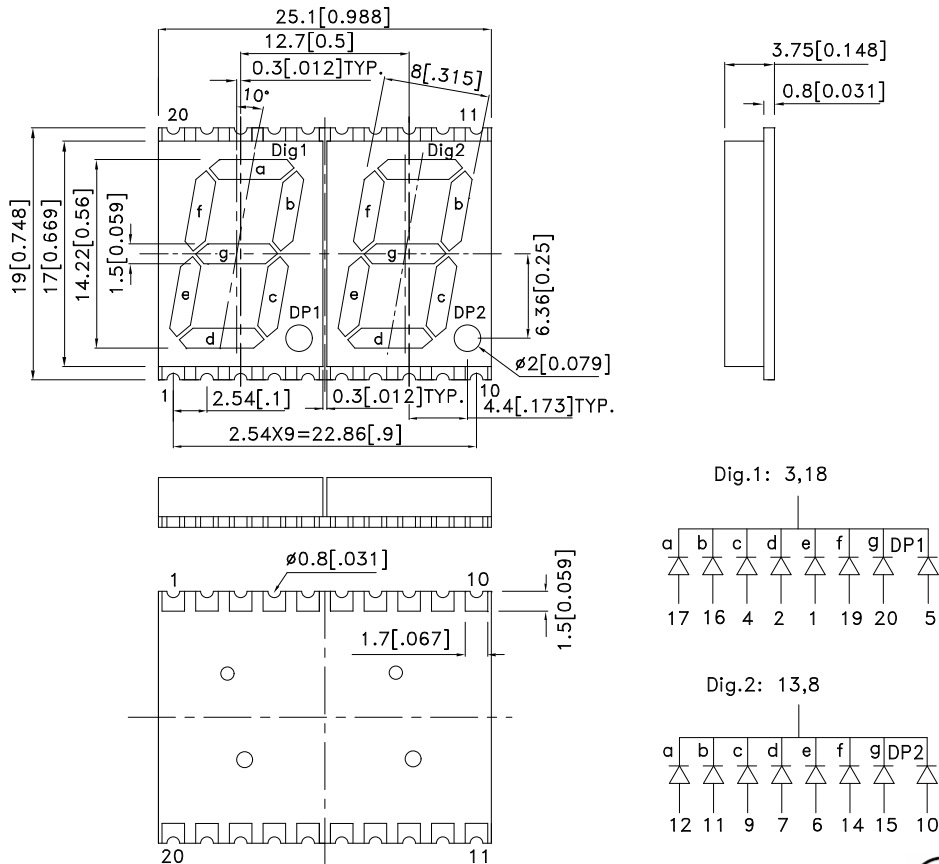 25.1[0.988]
12.7[0.5]
0.3[.012]TYP.
8[.315]
10°
20
11
Dig1
Dig2
a
b
f
g
e
c
d
DP1
a
b
f
g
e
c
d
DP2
19[0.748]
17[0.669]
14.22[0.56]
1.5[0.059]
6.36[0.25]
ø2[0.079]
1
10
2.54[.1]
0.3[.012]TYP.
4.4[.173]TYP.
2.54X9=22.86[.9]
3.75[0.148]
0.8[0.031]
ø0.8[.031]
1
10
1.5[0.059]
1.7[.067]
20
11
Dig.1: 3,18
a b c d e f g DP1
17 16 4 2 1 19 20 5
Dig.2: 13,8
a b c d e f g DP2
12 11 9 7 6 14 15 10